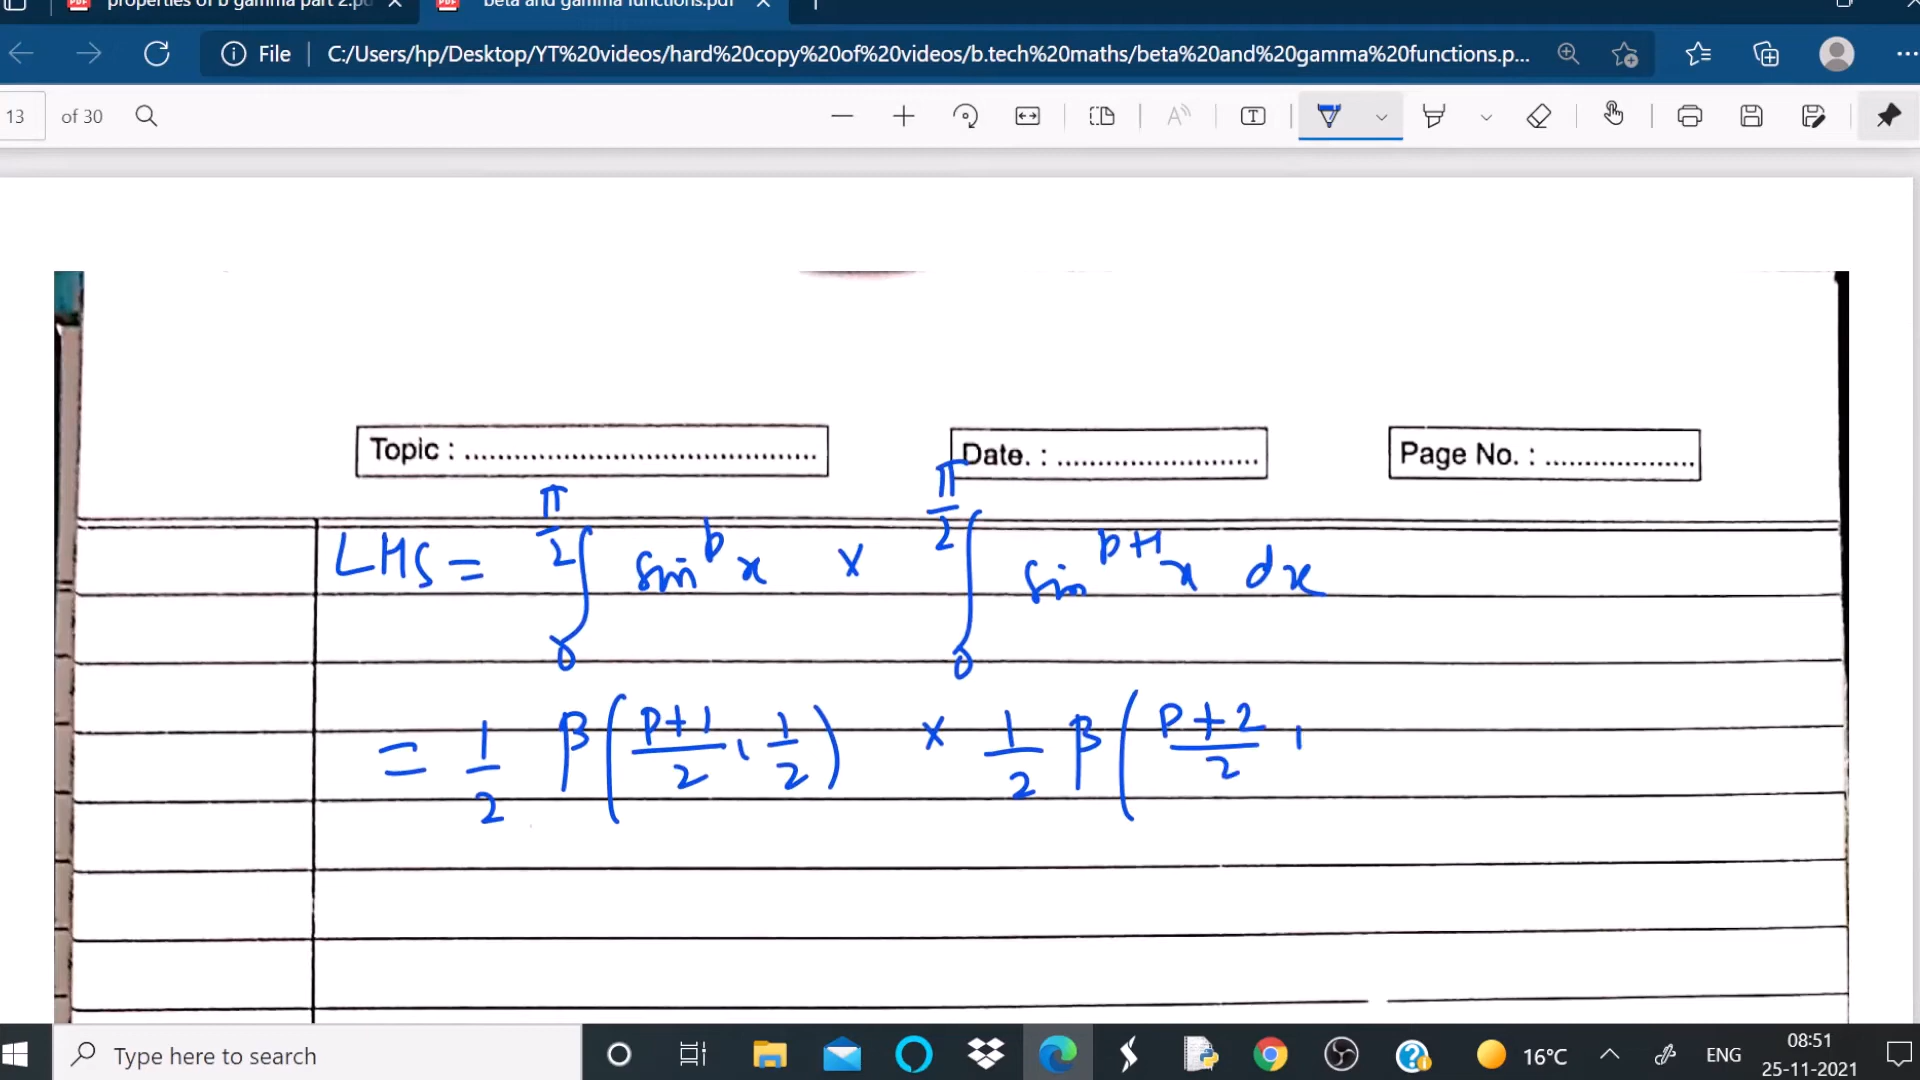 properties of b gamma part 2.pd
beta and gamma functions.pdf
File
C:/Users/hp/Desktop/YT%20videos/hard%20copy%20of%20videos/b.tech%20maths/beta%20and%20gamma%20functions.p...
13 of 30
Topic : ........................................
Date. : .........................
Page No. : ...................
LHS = ∫_0^{π/2} sin^p x × ∫_0^{π/2} sin^{p+1} x dx
= 1/2 β(p+1/2, 1/2) × 1/2 β(p+2/2,
Type here to search
16°C
ENG
08:51
25-11-2021